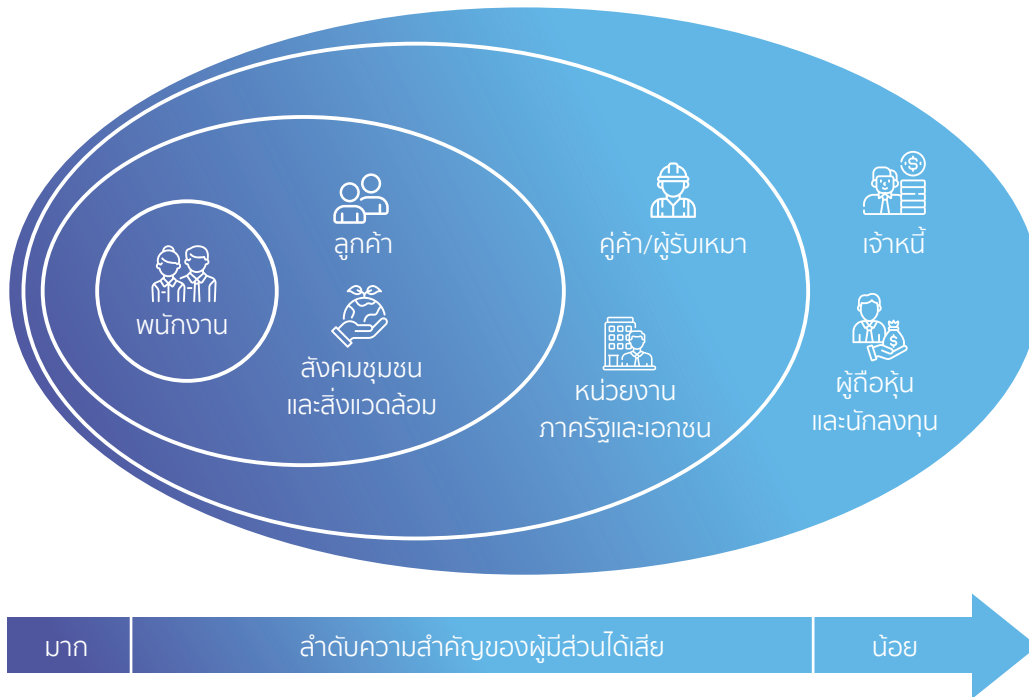 ลูกค้า
คู่ค้า/ผู้รับเหมา
เจ้าหนี้
พนักงาน
สังคมชุมชน
และสิ่งแวดล้อม
หน่วยงาน
ภาครัฐและเอกชน
ผู้ถือหุ้น
และนักลงทุน
มาก
ลำดับความสำคัญของผู้มีส่วนได้เสีย
น้อย